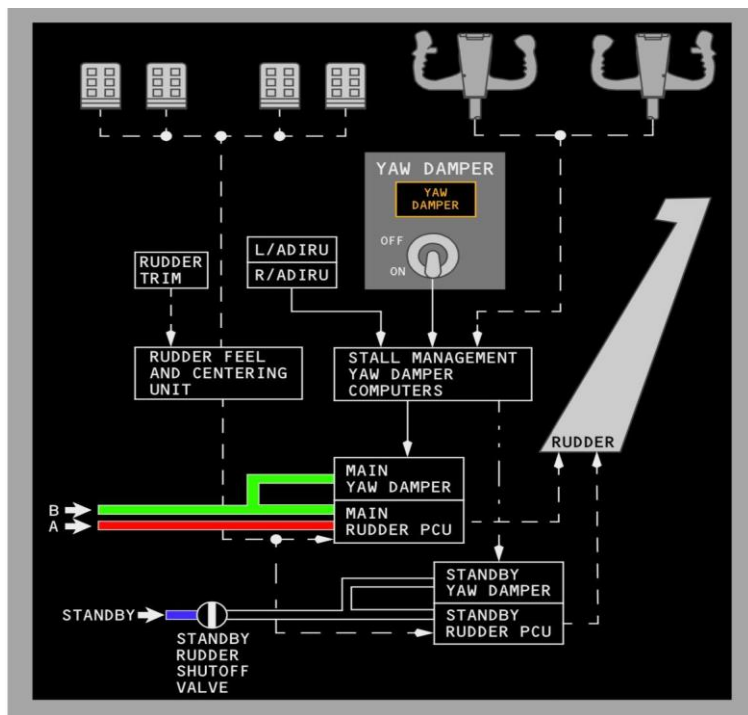 YAW DAMPER
YAW
DAMPER
OFF
ON
L/ADIRU
R/ADIRU
RUDDER
TRIM
RUDDER FEEL
AND CENTERING
UNIT
STALL MANAGEMENT
YAW DAMPER
COMPUTERS
RUDDER
MAIN
YAW DAMPER
MAIN
RUDDER PCU
B
A
STANDBY
YAW DAMPER
STANDBY
RUDDER PCU
STANDBY
STANDBY
RUDDER
SHUTOFF
VALVE